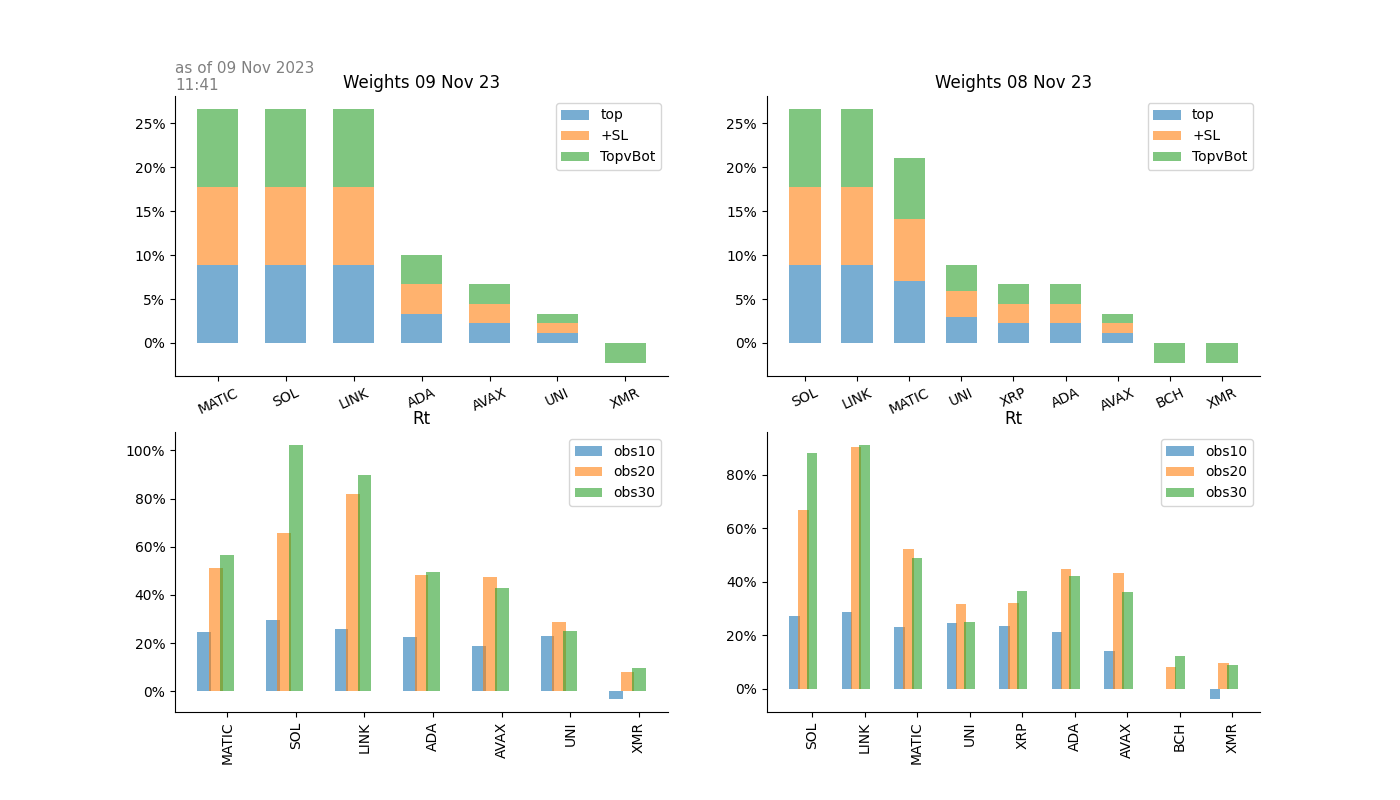 as of 09 Nov 2023
11:41
Weights 09 Nov 23
25%
20%
15%
10%
5%
0%
top
+SL
TopvBot
MATIC
SOL
LINK
ADA
AVAX
UNI
XMR
Weights 08 Nov 23
25%
20%
15%
10%
5%
0%
top
+SL
TopvBot
SOL
LINK
MATIC
UNI
XRP
ADA
AVAX
BCH
XMR
Rt
100%
80%
60%
40%
20%
0%
obs10
obs20
obs30
MATIC
SOL
LINK
ADA
AVAX
UNI
XMR
Rt
80%
60%
40%
20%
0%
obs10
obs20
obs30
SOL
LINK
MATIC
UNI
XRP
ADA
AVAX
BCH
XMR